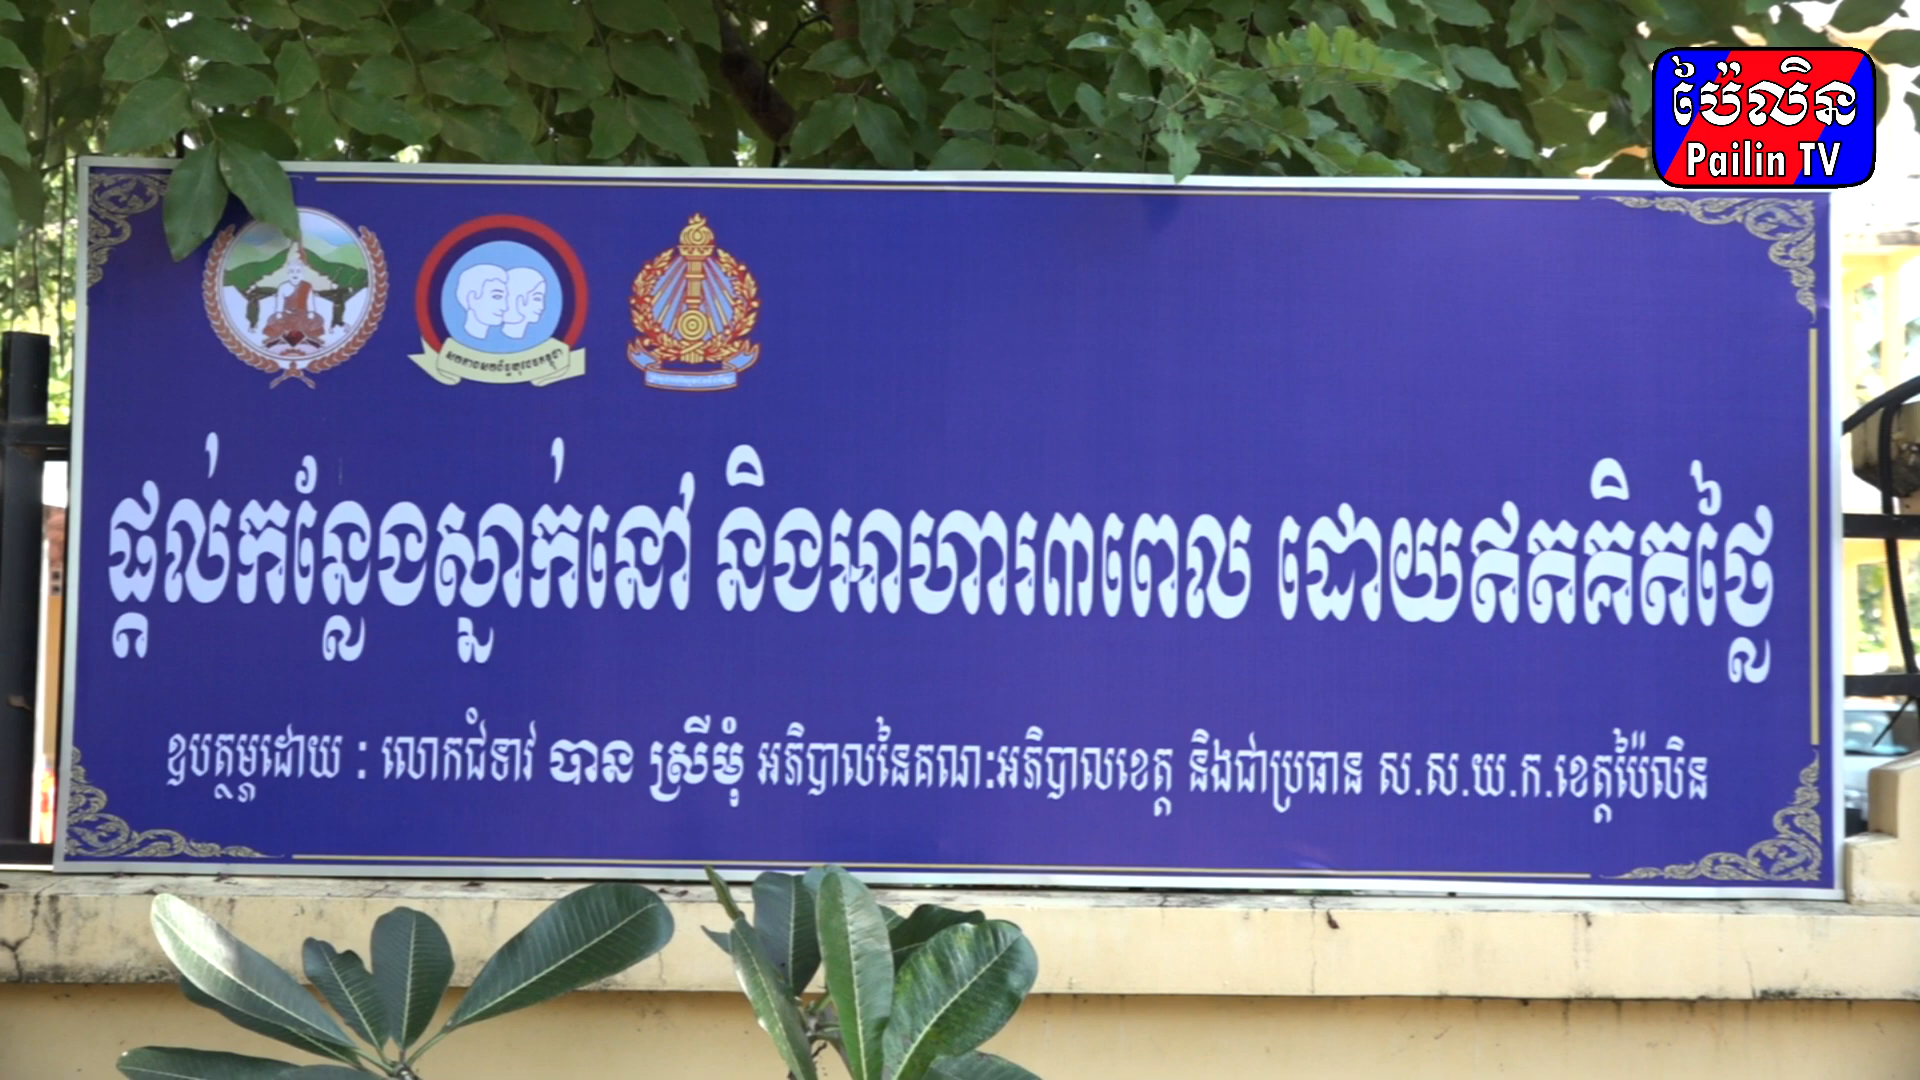 ប៉ៃលិន
Pailin TV
ផ្តល់កន្លែងស្នាក់នៅ និងអាហារ៣ពេល ដោយឥតគិតថ្លៃ
ឧបត្ថម្ភដោយ : លោកជំទាវ បាន ស្រីមុំ អភិបាលនៃគណៈអភិបាលខេត្ត និងជាប្រធាន ស.ស.យ.ក.ខេត្តប៉ៃលិន